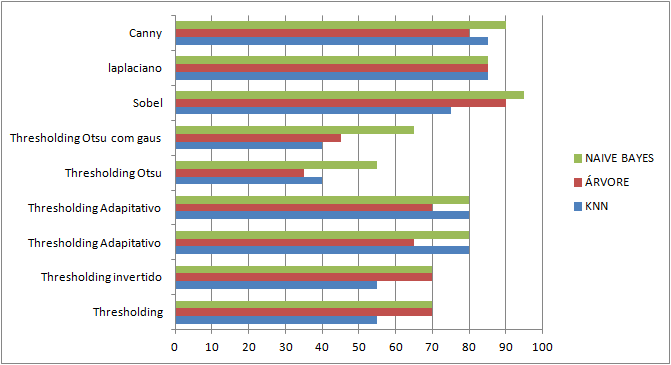 Canny
laplaciano
Sobel
Thresholding Otsu com gaus
Thresholding Otsu
Thresholding Adapitativo
Thresholding Adapitativo
Thresholding invertido
Thresholding
0 10 20 30 40 50 60 70 80 90 100
NAIVE BAYES
ÁRVORE
KNN